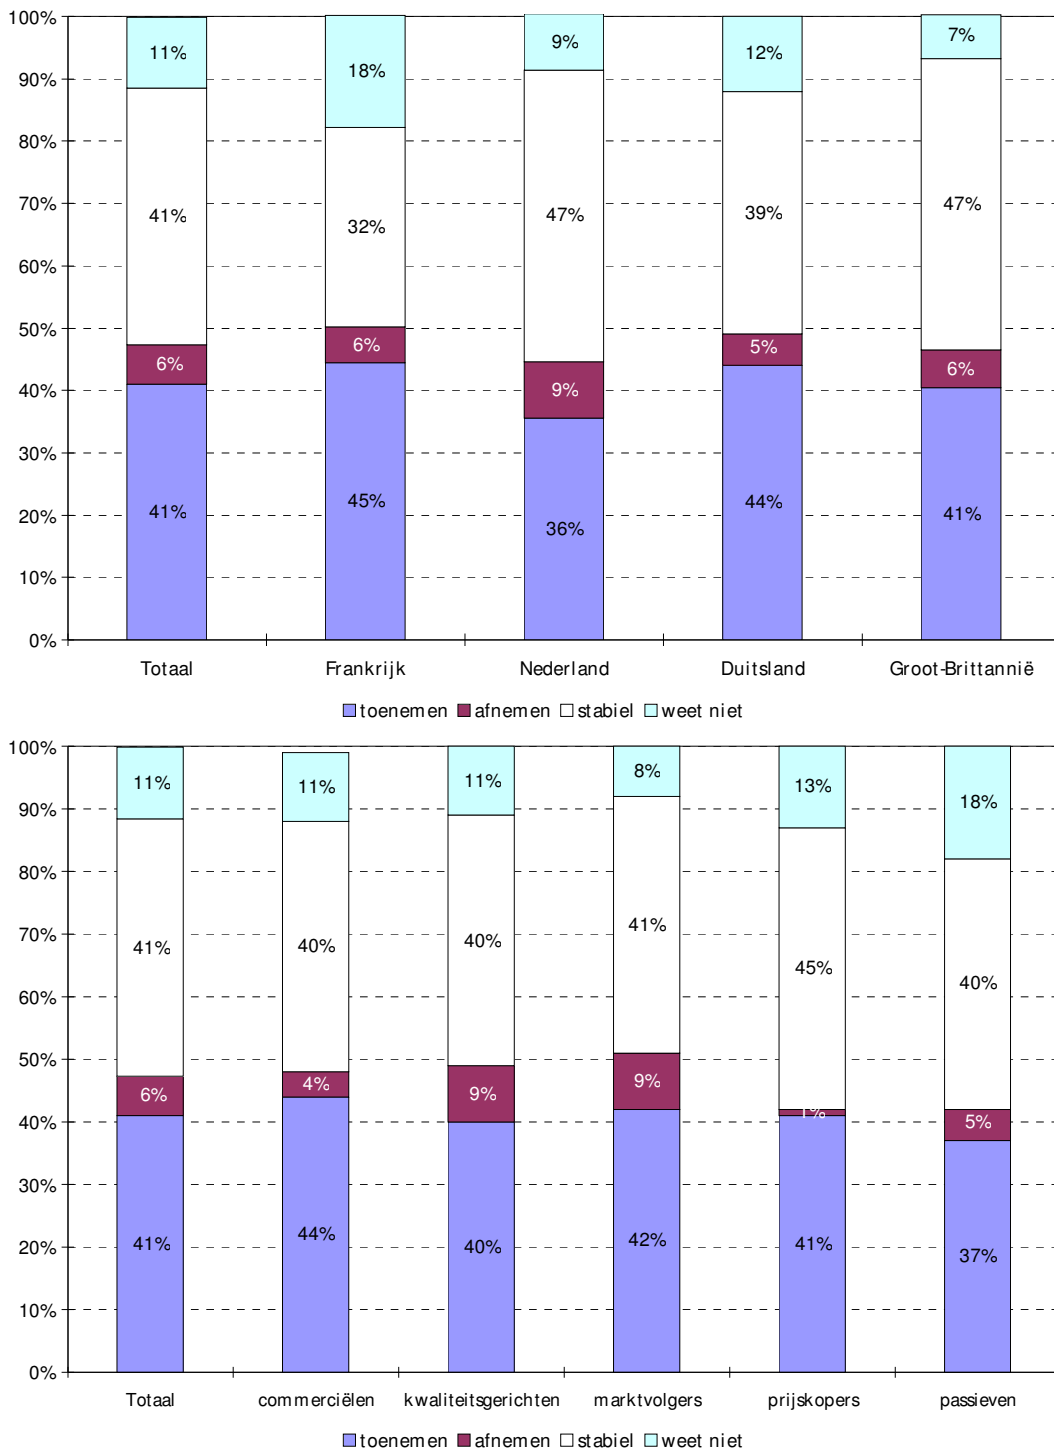 100%
90%
80%
70%
60%
50%
40%
30%
20%
10%
0%
11% 18% 9% 12% 7%
41% 32% 47% 39% 47%
6% 6% 9% 5% 6%
41% 45% 36% 44% 41%
Totaal Frankrijk Nederland Duitsland Groot-Brittannië
toenemen afnemen stabiel weet niet
100%
90%
80%
70%
60%
50%
40%
30%
20%
10%
0%
11% 11% 11% 8% 13% 18%
41% 40% 40% 41% 45% 40%
6% 4% 9% 9% 1% 5%
41% 44% 40% 42% 41% 37%
Totaal commerciëlen kwaliteitsgerichten marktvolgers prijskopers passieven
toenemen afnemen stabiel weet niet